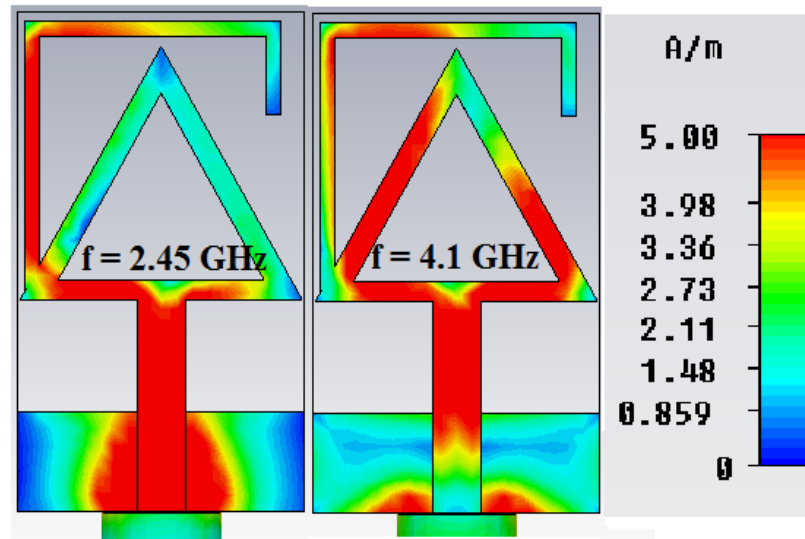 f = 2.45 GHz
f = 4.1 GHz
A/m
5.00
3.98
3.36
2.73
2.11
1.48
0.859
0